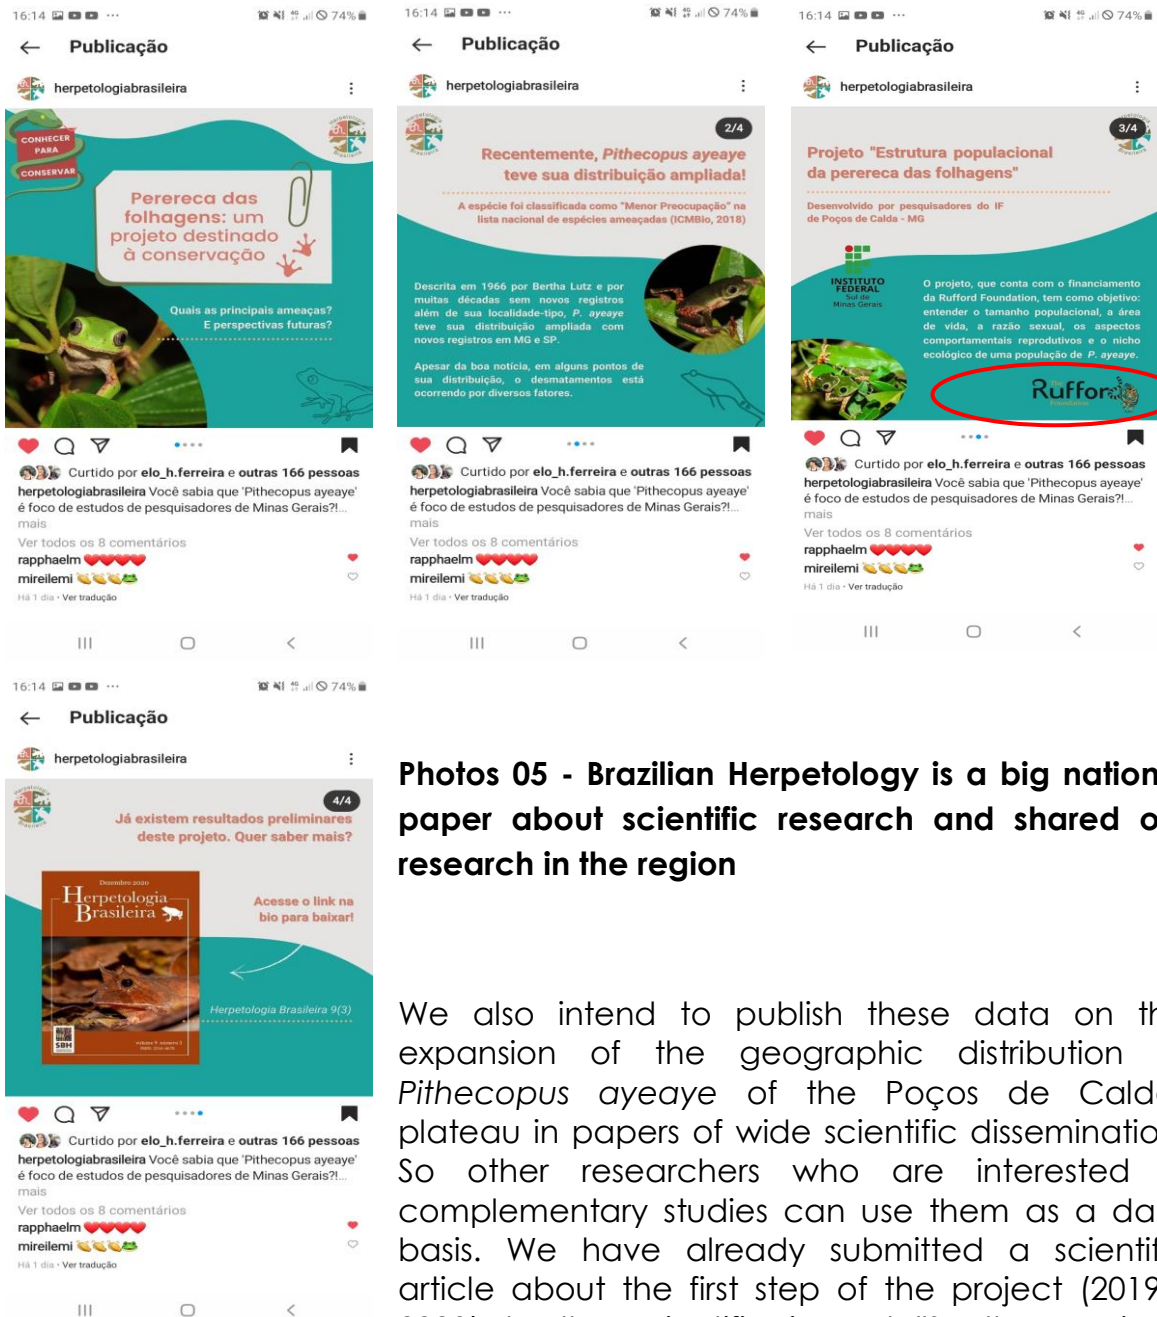 16:14 ... 4G 74%
Publicação
herpetologiabrasileira
CONHECER
PARA
CONSERVAR
Perereca das
folhagens: um
projeto destinado
à conservação
Quais as principais ameaças?
E perspectivas futuras?
Curtido por elo_h.ferreira e outras 166 pessoas
herpetologiabrasileira Você sabia que 'Pithecopus ayeaye'
é foco de estudos de pesquisadores de Minas Gerais?!...
mais
Ver todos os 8 comentários
rapphaelm ❤❤❤❤❤
mireilemi 👏👏👏🐸
Há 1 dia • Ver tradução
16:14 ... 4G 74%
Publicação
herpetologiabrasileira
Herpetologia
Brasileira
2/4
Recentemente, Pithecopus ayeaye
teve sua distribuição ampliada!
A espécie foi classificada como "Menor Preocupação" na
lista nacional de espécies ameaçadas (ICMBio, 2018)
Descrita em 1966 por Bertha Lutz e por
muitas décadas sem novos registros
além de sua localidade-tipo, P. ayeaye
teve sua distribuição ampliada com
novos registros em MG e SP.
Apesar da boa notícia, em alguns pontos de
sua distribuição, o desmatamentos está
ocorrendo por diversos fatores.
Curtido por elo_h.ferreira e outras 166 pessoas
herpetologiabrasileira Você sabia que 'Pithecopus ayeaye'
é foco de estudos de pesquisadores de Minas Gerais?!...
mais
Ver todos os 8 comentários
rapphaelm ❤❤❤❤❤
mireilemi 👏👏👏🐸
Há 1 dia • Ver tradução
16:14 ... 4G 74%
Publicação
herpetologiabrasileira
3/4
Projeto "Estrutura populacional
da perereca das folhagens"
Desenvolvido por pesquisadores do IF
de Poços de Calda - MG
INSTITUTO
FEDERAL
Sul de
Minas Gerais
O projeto, que conta com o financiamento
da Rufford Foundation, tem como objetivo:
entender o tamanho populacional, a área
de vida, a razão sexual, os aspectos
comportamentais reprodutivos e o nicho
ecológico de uma população de P. ayeaye.
The
Rufford
Foundation
Curtido por elo_h.ferreira e outras 166 pessoas
herpetologiabrasileira Você sabia que 'Pithecopus ayeaye'
é foco de estudos de pesquisadores de Minas Gerais?!...
mais
Ver todos os 8 comentários
rapphaelm ❤❤❤❤❤
mireilemi 👏👏👏🐸
Há 1 dia • Ver tradução
16:14 ... 4G 74%
Publicação
herpetologiabrasileira
4/4
Já existem resultados preliminares
deste projeto. Quer saber mais?
Dezembro 2020
Herpetologia
Brasileira
SBH
volume 9 número 3
Acesse o link na
bio para baixar!
Herpetologia Brasileira 9(3)
Curtido por elo_h.ferreira e outras 166 pessoas
herpetologiabrasileira Você sabia que 'Pithecopus ayeaye'
é foco de estudos de pesquisadores de Minas Gerais?!...
mais
Ver todos os 8 comentários
rapphaelm ❤❤❤❤❤
mireilemi 👏👏👏🐸
Há 1 dia • Ver tradução
Photos 05 - Brazilian Herpetology is a big nation
paper about scientific research and shared o
research in the region
We also intend to publish these data on th
expansion of the geographic distribution
Pithecopus ayeaye of the Poços de Calda
plateau in papers of wide scientific disseminatio
So other researchers who are interested
complementary studies can use them as a da
basis. We have already submitted a scientif
article about the first step of the project (2019